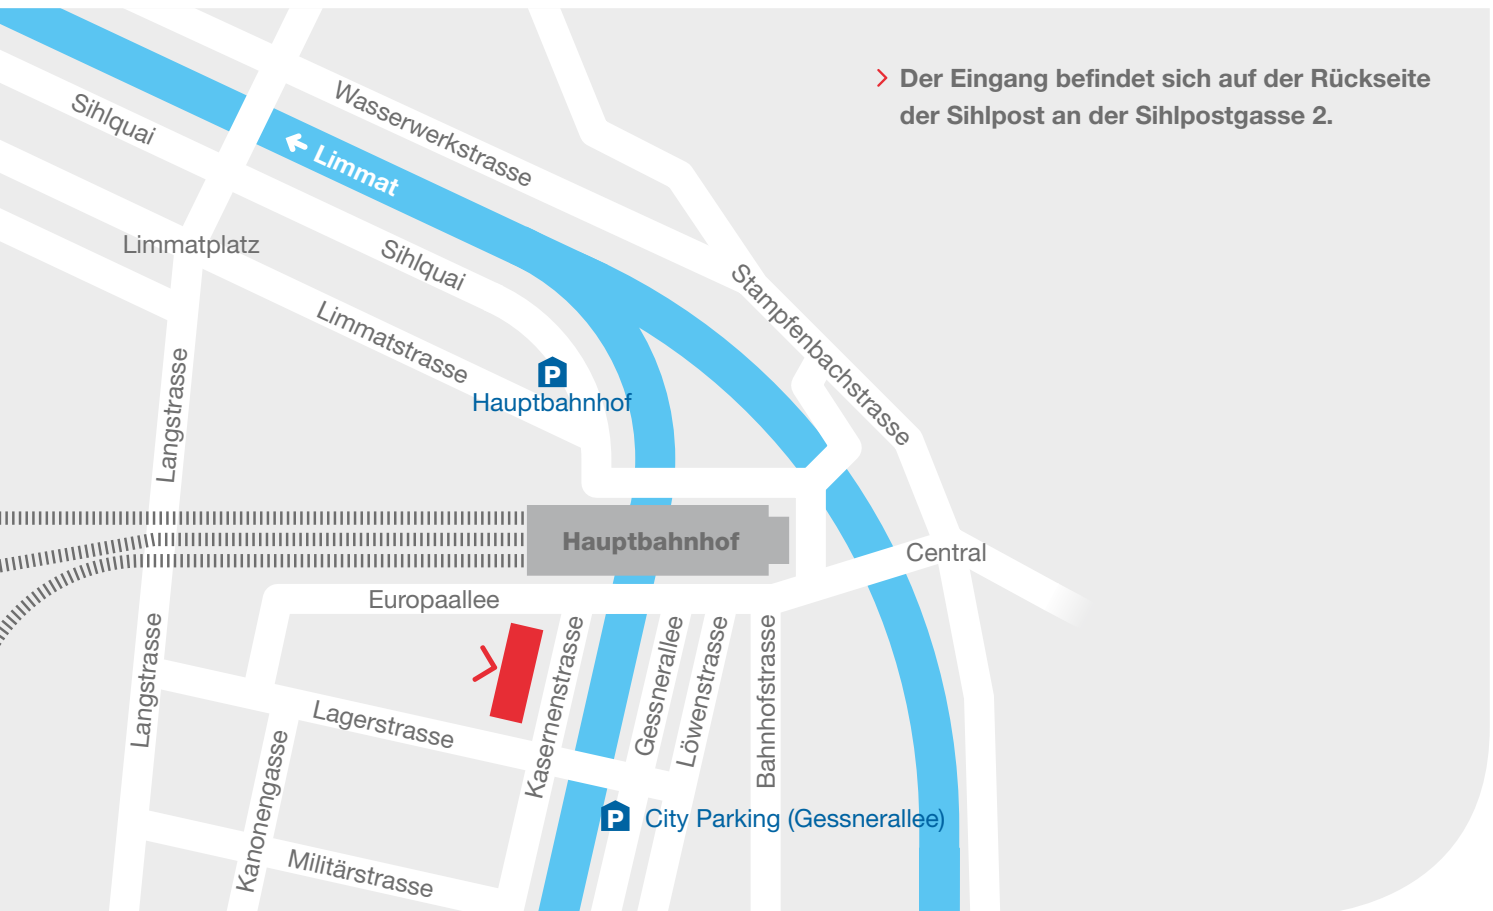 Der Eingang befindet sich auf der Rückseite
der Sihlpost an der Sihlpostgasse 2.
Sihlquai
Wasserwerkstrasse
Limmat
Limmatplatz
Sihlquai
Stampfenbachstrasse
Limmatstrasse
Langstrasse
P
Hauptbahnhof
Hauptbahnhof
Central
Europaallee
Langstrasse
Kasernenstrasse
Gessnerallee
Löwenstrasse
Bahnhofstrasse
Lagerstrasse
Kanonengasse
P
City Parking (Gessnerallee)
Militärstrasse